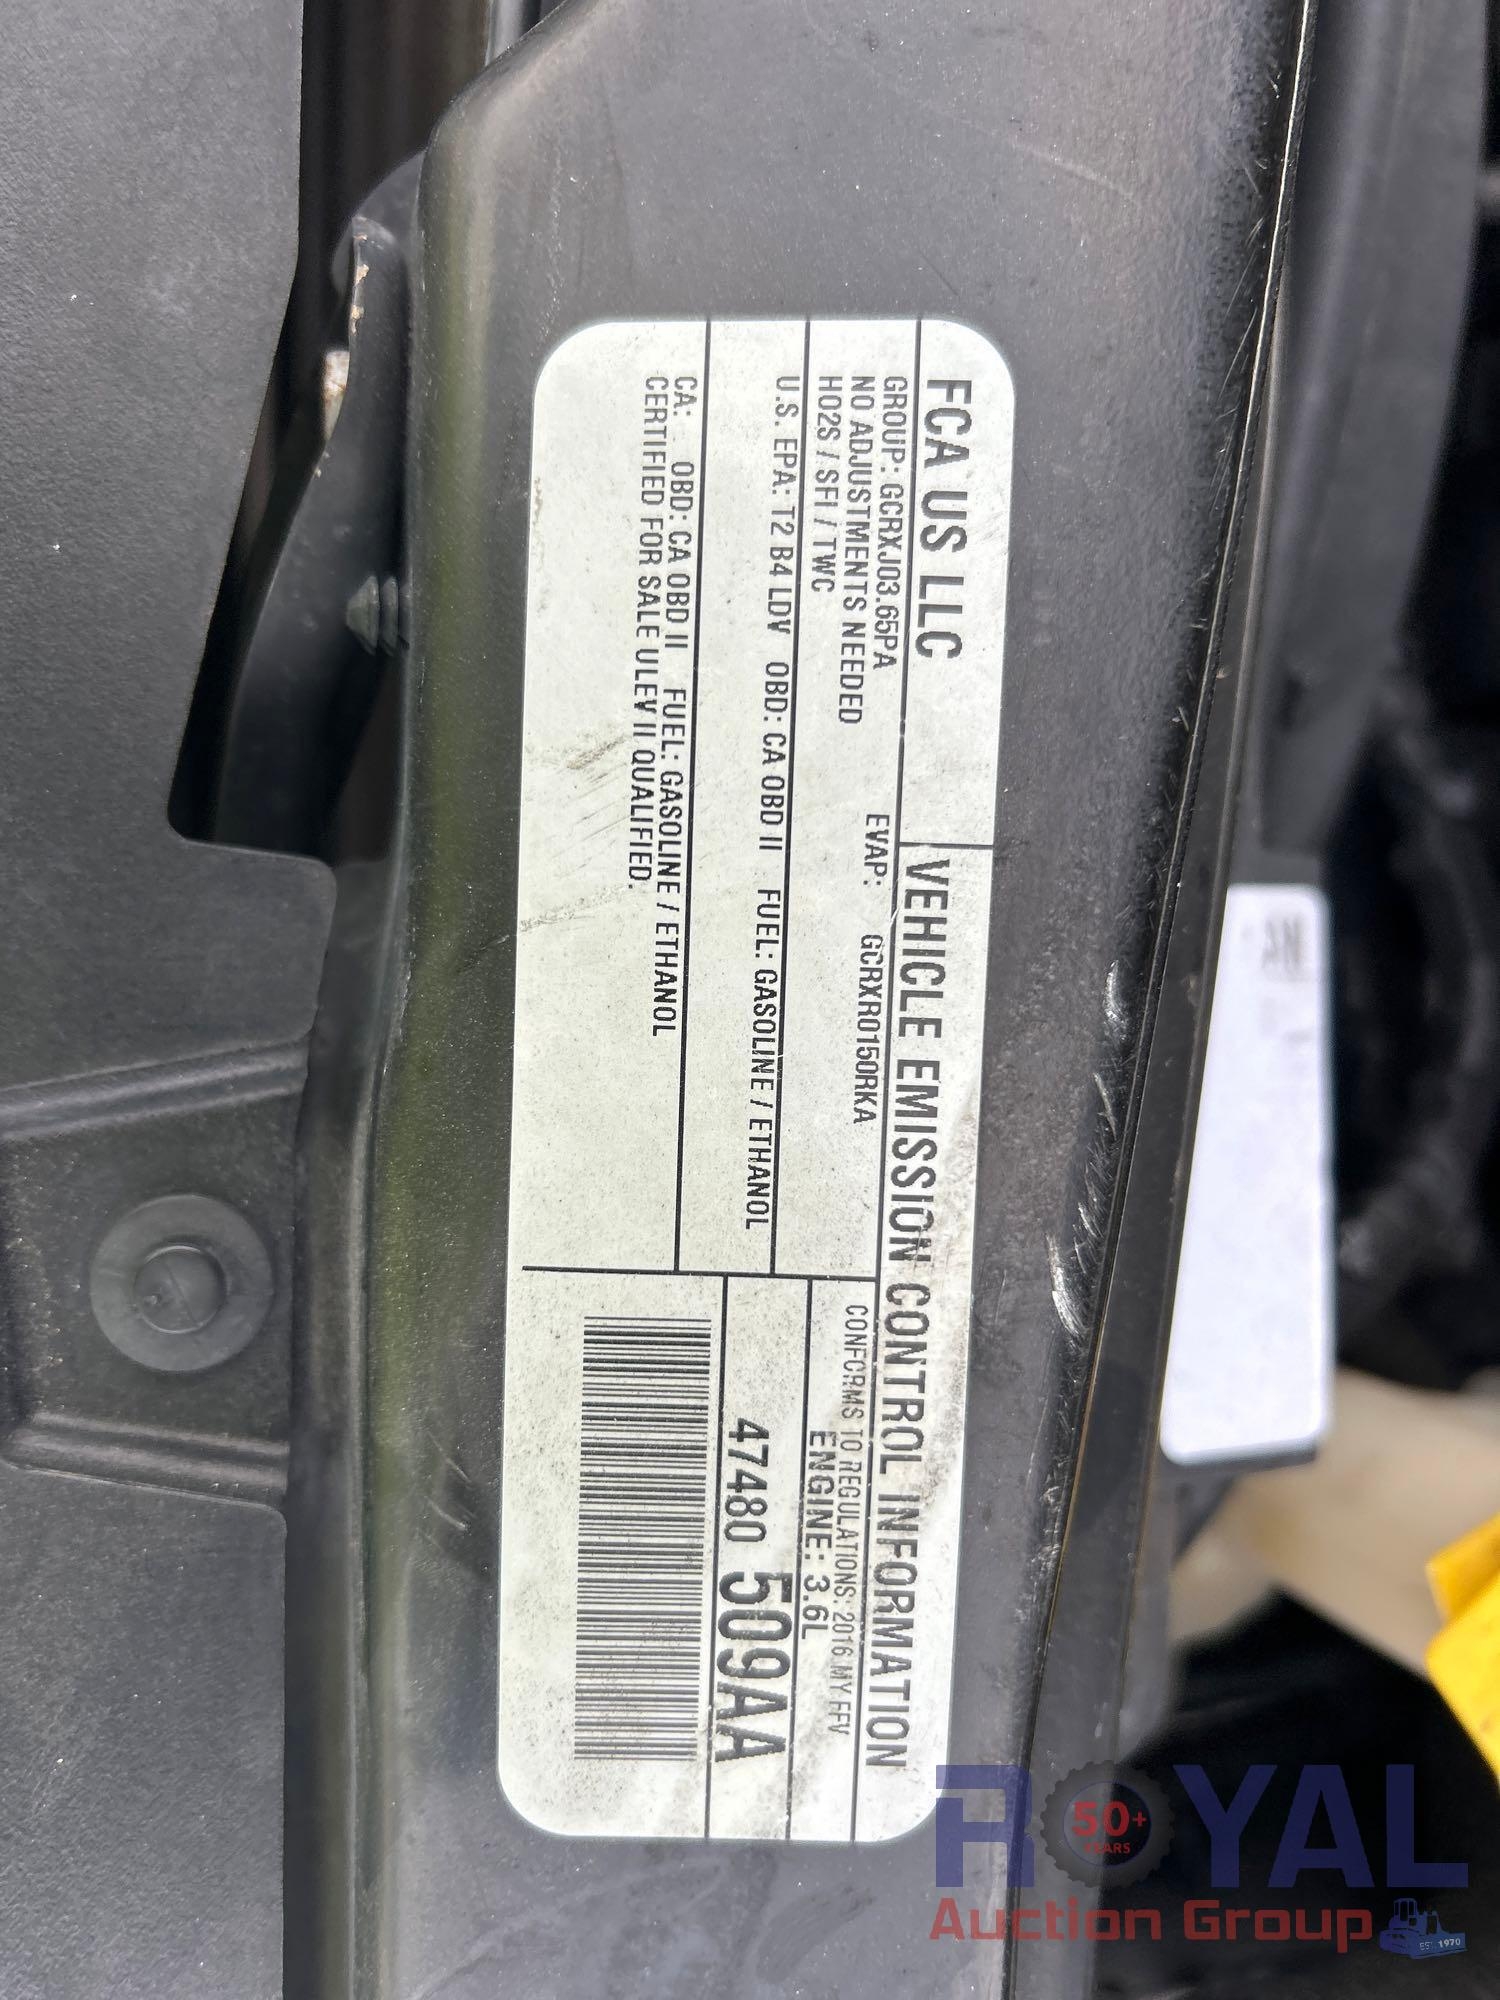 FCA US LLC
VEHICLE EMISSION CONTROL INFORMATION
GROUP: GCRXJ03.65PA
EVAP: GCRXR0150RKA
CONFORMS TO REGULATIONS: 2016 MY FFV
NO ADJUSTMENTS NEEDED
HO2S / SFI / TWC
ENGINE: 3.6L
U.S. EPA: T2 B4 LDV OBD: CA OBD II FUEL: GASOLINE / ETHANOL
47480 509AA
CA: OBD: CA OBD II FUEL: GASOLINE / ETHANOL
CERTIFIED FOR SALE ULEV II QUALIFIED.
ROYAL
50+
YEARS
Auction Group
EST. 1970